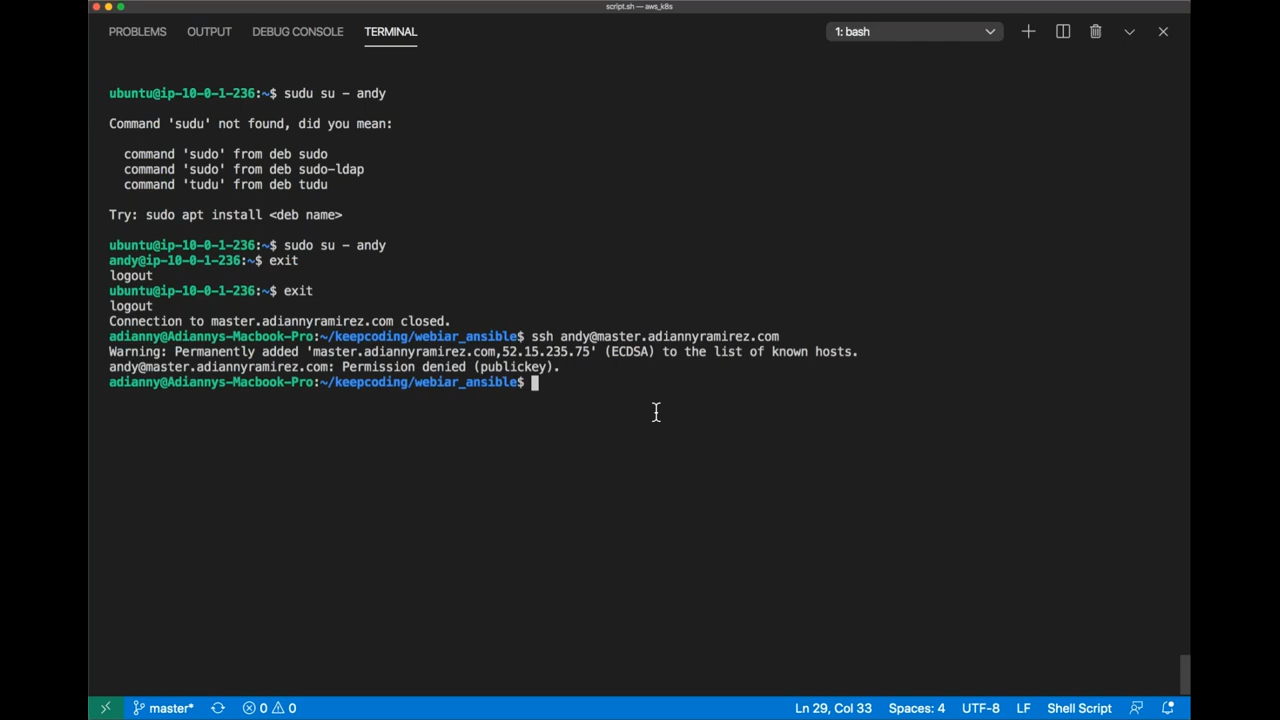 script.sh — aws_k8s
PROBLEMS OUTPUT DEBUG CONSOLE TERMINAL 1: bash
ubuntu@ip-10-0-1-236:~$ sudu su - andy
Command 'sudu' not found, did you mean:
command 'sudo' from deb sudo
command 'sudo' from deb sudo-ldap
command 'tudu' from deb tudu
Try: sudo apt install <deb name>
ubuntu@ip-10-0-1-236:~$ sudo su - andy
andy@ip-10-0-1-236:~$ exit
logout
ubuntu@ip-10-0-1-236:~$ exit
logout
Connection to master.adiannyramirez.com closed.
adianny@Adiannys-Macbook-Pro:~/keepcoding/webiar_ansible$ ssh andy@master.adiannyramirez.com
Warning: Permanently added 'master.adiannyramirez.com,52.15.235.75' (ECDSA) to the list of known hosts.
andy@master.adiannyramirez.com: Permission denied (publickey).
adianny@Adiannys-Macbook-Pro:~/keepcoding/webiar_ansible$
master* 0 0 Ln 29, Col 33 Spaces: 4 UTF-8 LF Shell Script